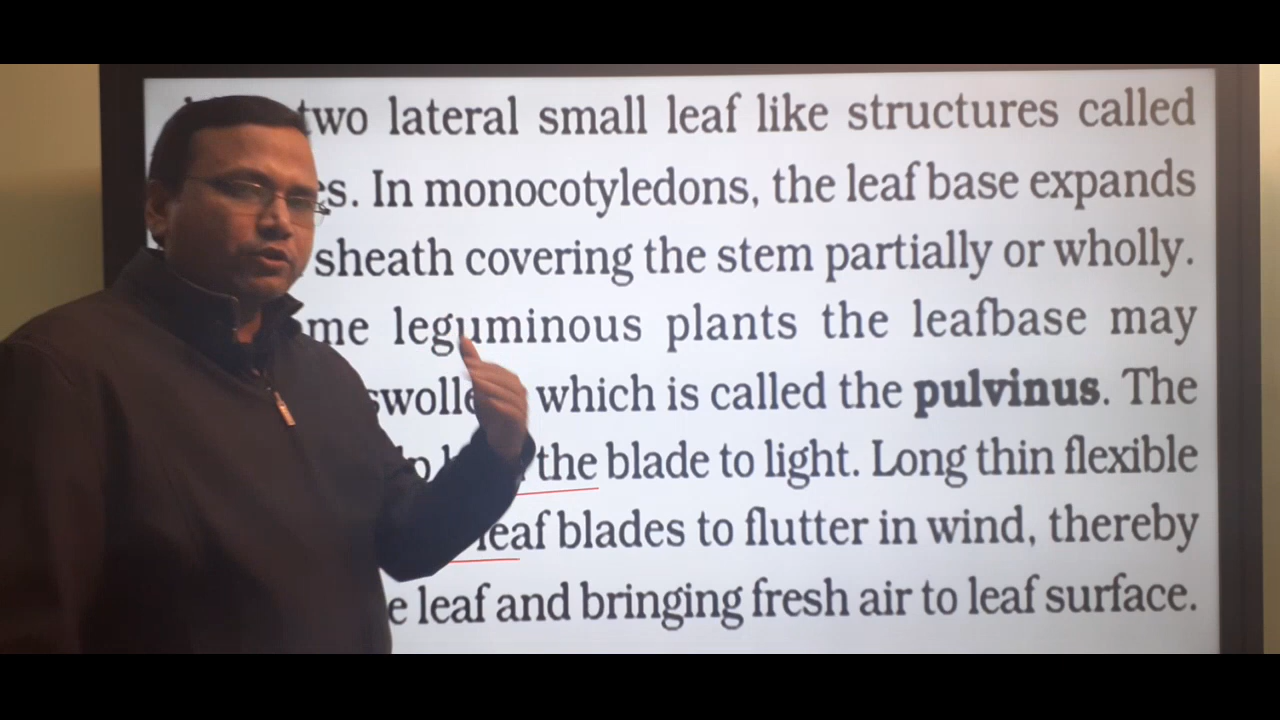 two lateral small leaf like structures called
In monocotyledons, the leaf base expands
sheath covering the stem partially or wholly.
leguminous plants the leafbase may
which is called the pulvinus. The
the blade to light. Long thin flexible
leaf blades to flutter in wind, thereby
leaf and bringing fresh air to leaf surface.